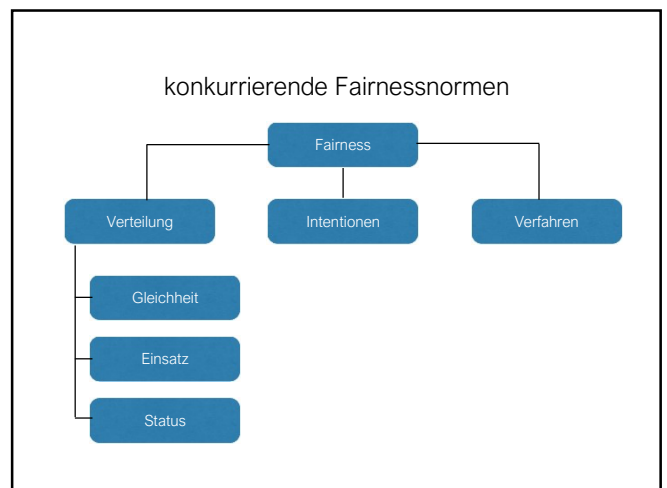 konkurrierende Fairnessnormen
Fairness
Verteilung
Intentionen
Verfahren
Gleichheit
Einsatz
Status